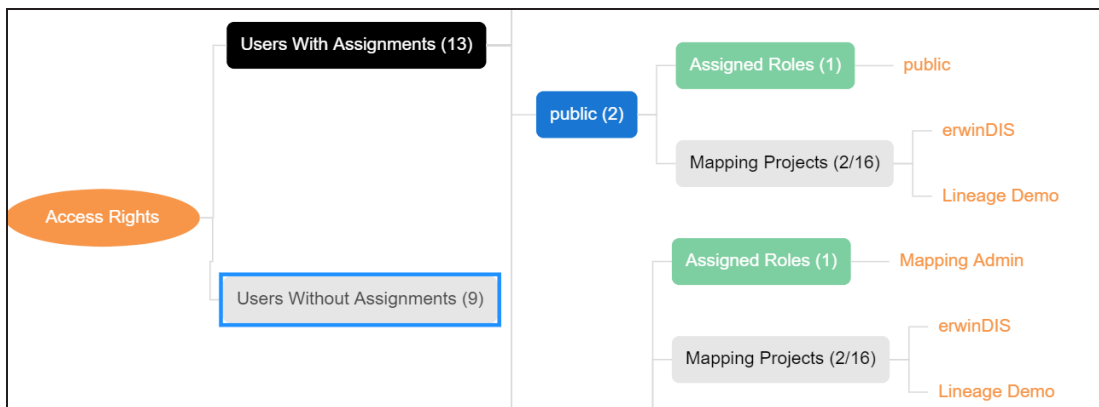 Access Rights
Users With Assignments (13)
Users Without Assignments (9)
public (2)
Assigned Roles (1)
public
Mapping Projects (2/16)
erwinDIS
Lineage Demo
Assigned Roles (1)
Mapping Admin
Mapping Projects (2/16)
erwinDIS
Lineage Demo